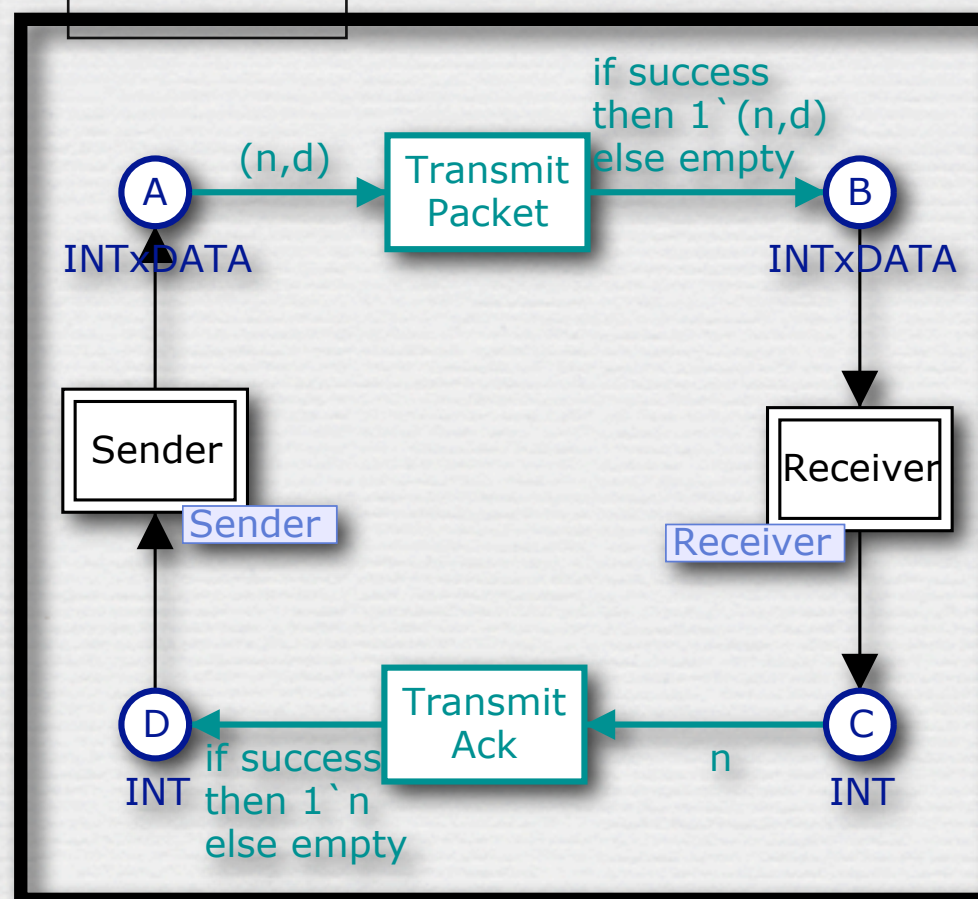 if success
then 1`(n,d)
else empty
(n,d)
Transmit
Packet
A
B
INTxDATA
INTxDATA
Sender
Receiver
Sender
Receiver
Transmit
Ack
D
C
if success
then 1`n
else empty
n
INT
INT